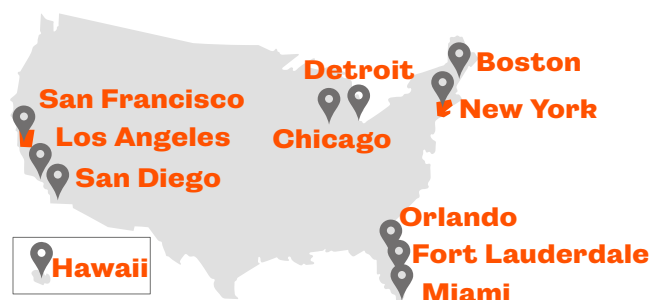 Boston
Detroit
San Francisco
New York
Los Angeles
Chicago
San Diego
Orlando
Fort Lauderdale
Hawaii
Miami